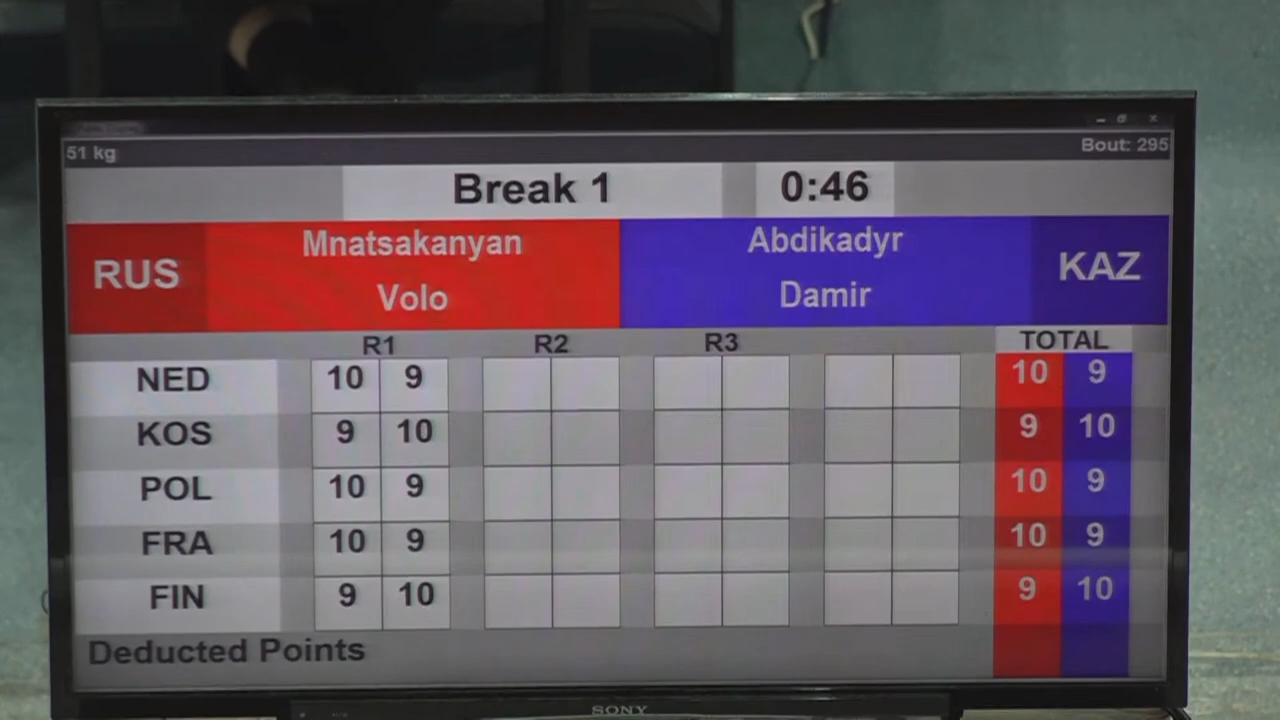 51 kg
Bout: 295
Break 1 0:46
RUS Mnatsakanyan Volo
Abdikadyr Damir KAZ
R1 R2 R3 TOTAL
NED 10 9 10 9
KOS 9 10 9 10
POL 10 9 10 9
FRA 10 9 10 9
FIN 9 10 9 10
Deducted Points
SONY